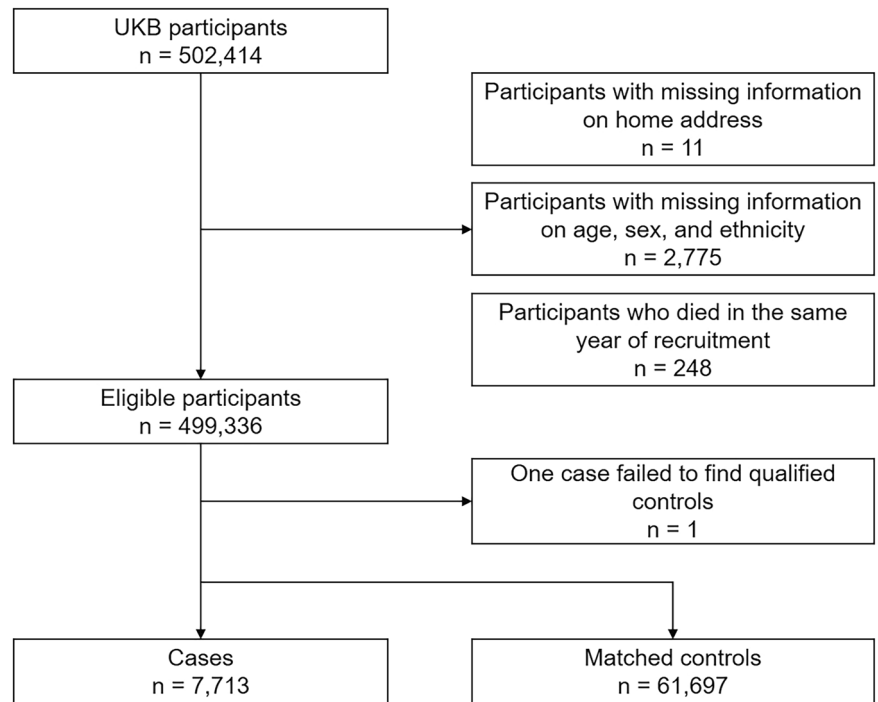 UKB participants
n = 502,414
Participants with missing information
on home address
n = 11
Participants with missing information
on age, sex, and ethnicity
n = 2,775
Participants who died in the same
year of recruitment
n = 248
Eligible participants
n = 499,336
One case failed to find qualified
controls
n = 1
Cases
n = 7,713
Matched controls
n = 61,697